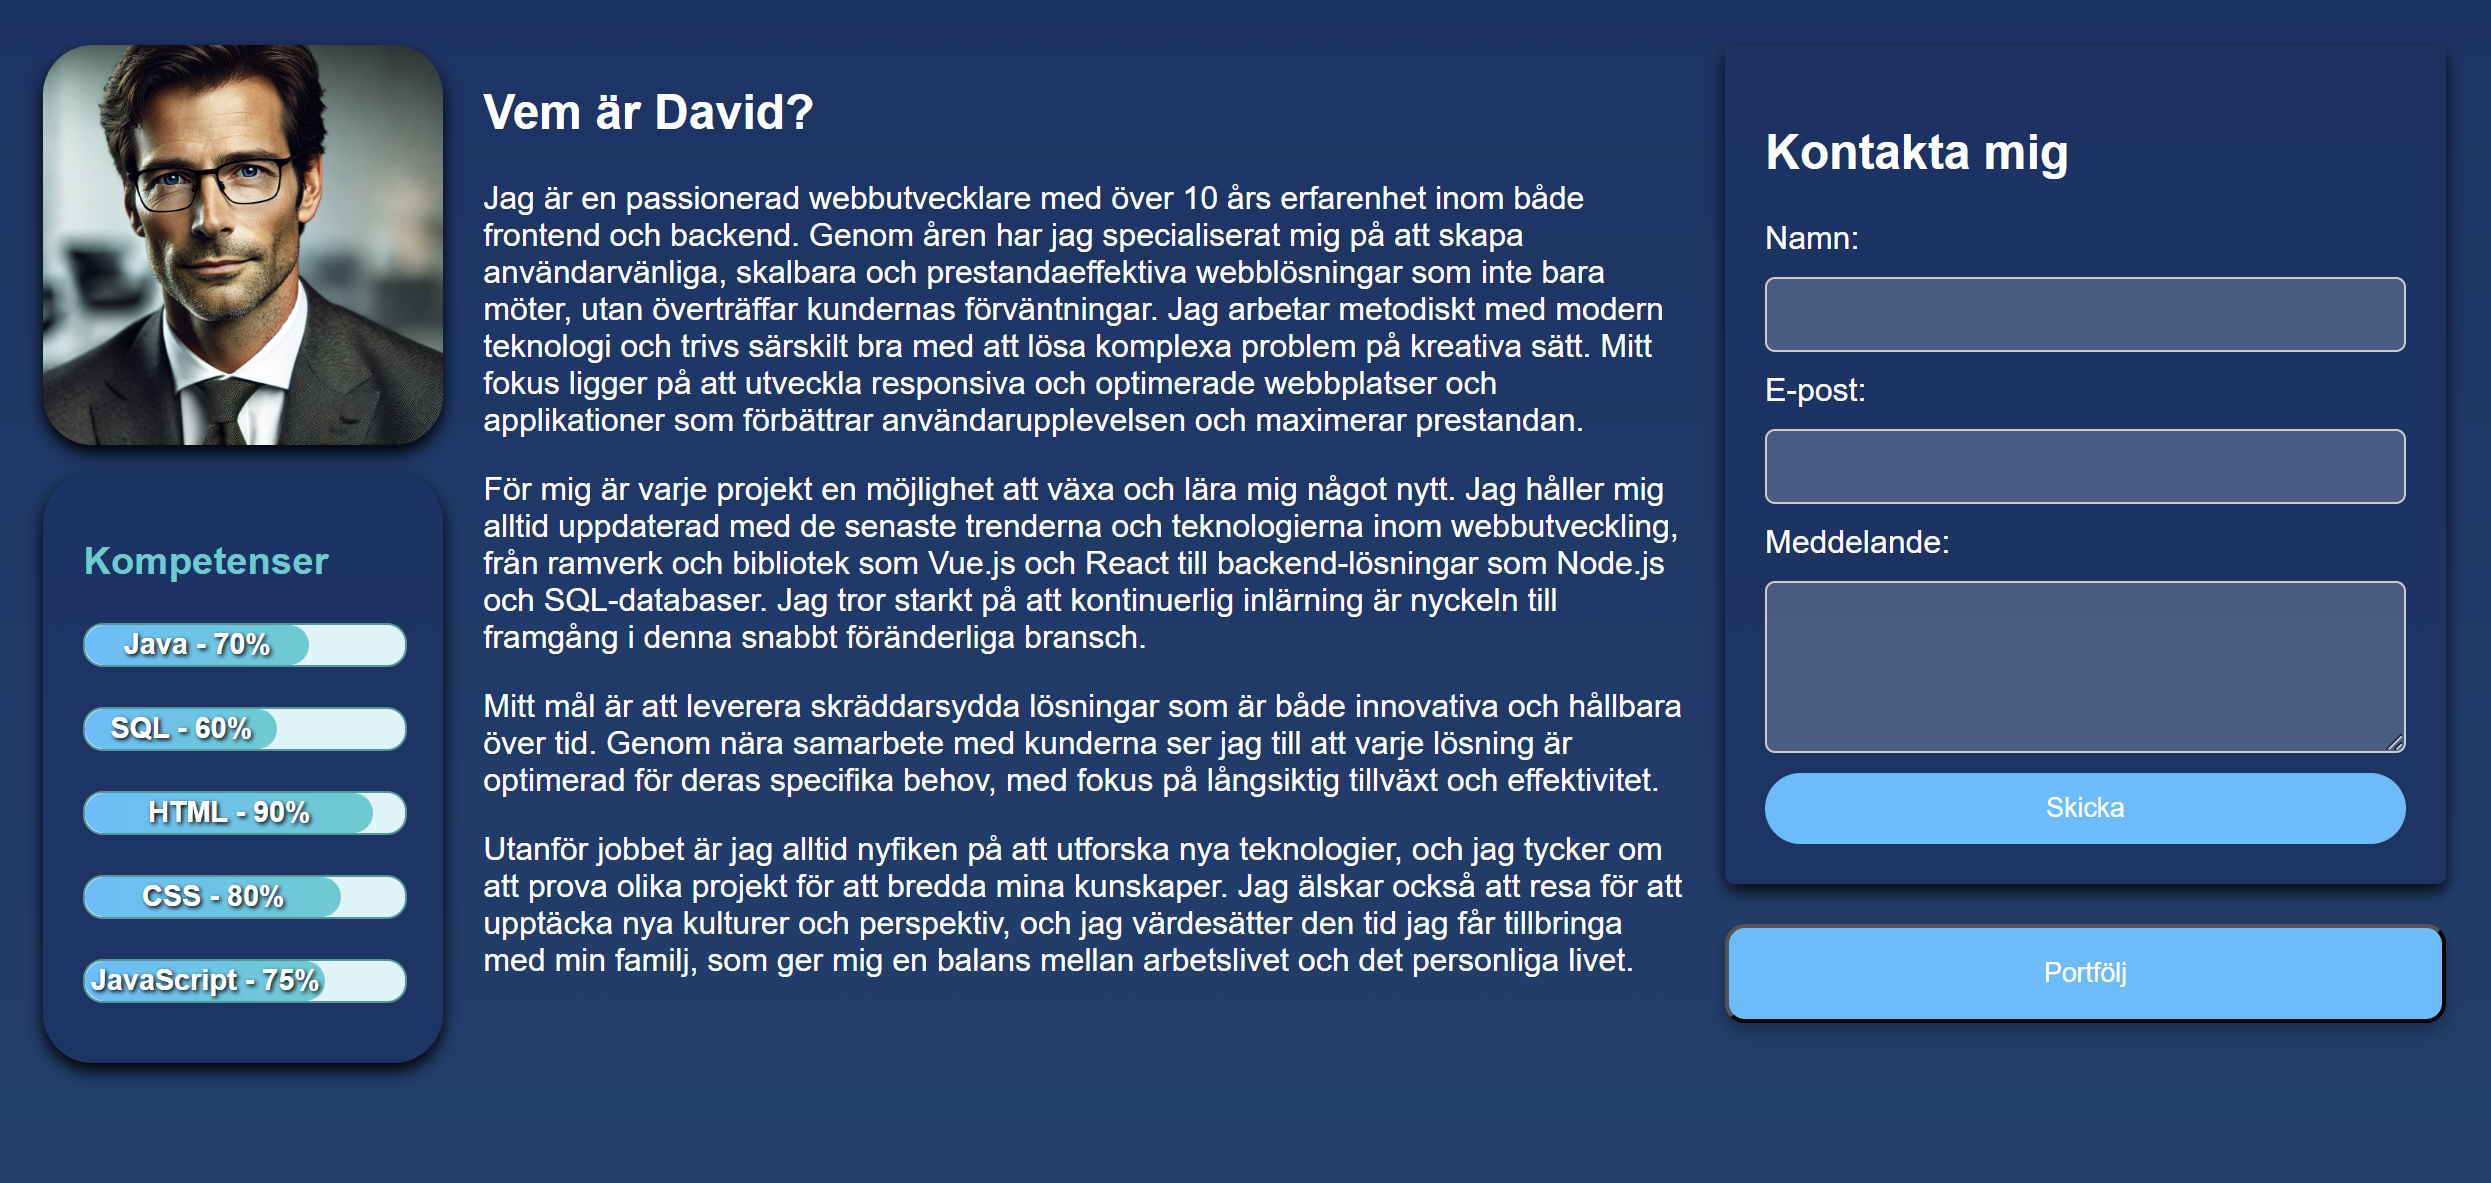 Vem är David?
Jag är en passionerad webbutvecklare med över 10 års erfarenhet inom både
frontend och backend. Genom åren har jag specialiserat mig på att skapa
användarvänliga, skalbara och prestandaeffektiva webblösningar som inte bara
möter, utan överträffar kundernas förväntningar. Jag arbetar metodiskt med modern
teknologi och trivs särskilt bra med att lösa komplexa problem på kreativa sätt. Mitt
fokus ligger på att utveckla responsiva och optimerade webbplatser och
applikationer som förbättrar användarupplevelsen och maximerar prestandan.
För mig är varje projekt en möjlighet att växa och lära mig något nytt. Jag håller mig
alltid uppdaterad med de senaste trenderna och teknologierna inom webbutveckling,
från ramverk och bibliotek som Vue.js och React till backend-lösningar som Node.js
och SQL-databaser. Jag tror starkt på att kontinuerlig inlärning är nyckeln till
framgång i denna snabbt föränderliga bransch.
Mitt mål är att leverera skräddarsydda lösningar som är både innovativa och hållbara
över tid. Genom nära samarbete med kunderna ser jag till att varje lösning är
optimerad för deras specifika behov, med fokus på långsiktig tillväxt och effektivitet.
Utanför jobbet är jag alltid nyfiken på att utforska nya teknologier, och jag tycker om
att prova olika projekt för att bredda mina kunskaper. Jag älskar också att resa för att
upptäcka nya kulturer och perspektiv, och jag värdesätter den tid jag får tillbringa
med min familj, som ger mig en balans mellan arbetslivet och det personliga livet.
Kompetenser
Java - 70%
SQL - 60%
HTML - 90%
CSS - 80%
JavaScript - 75%
Kontakta mig
Namn:
E-post:
Meddelande:
Skicka
Portfölj